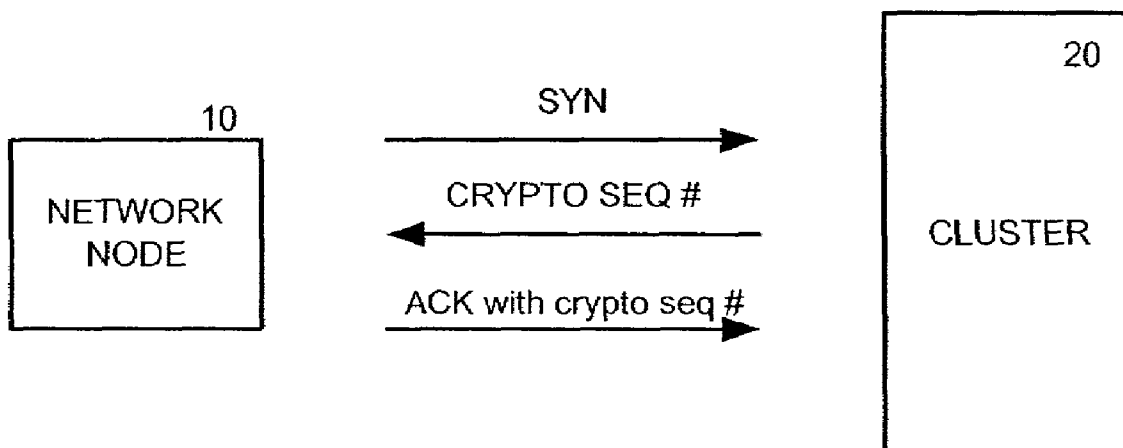 20
10
SYN
CRYPTO SEQ #
NETWORK
NODE
CLUSTER
ACK with crypto seq #